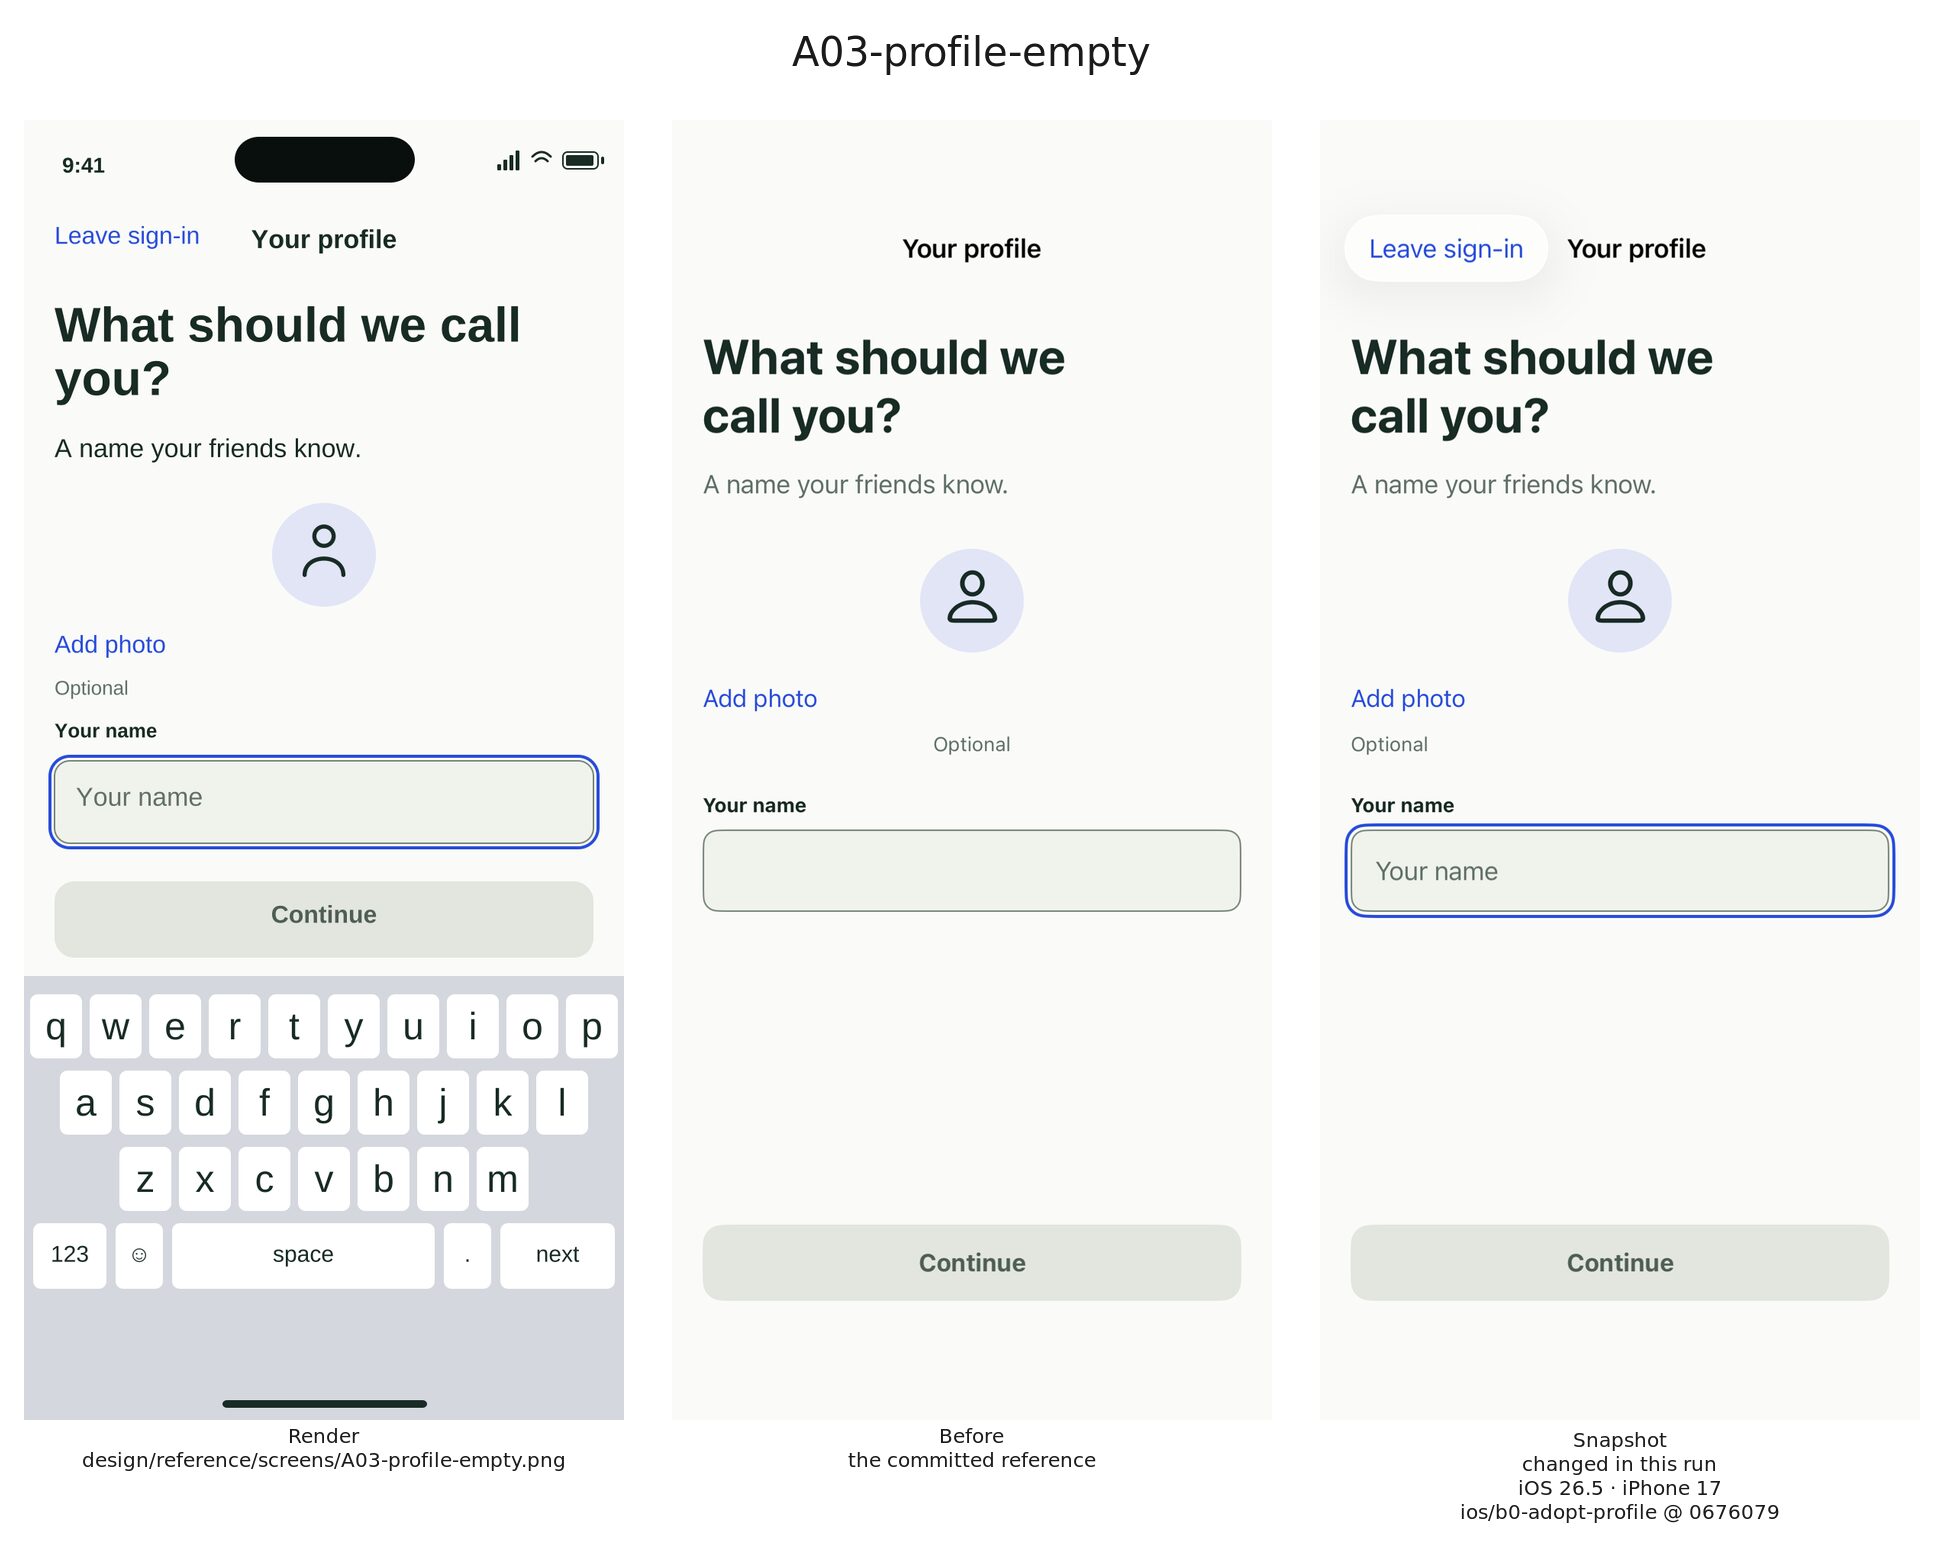 A03-profile-empty
9:41
Leave sign-in
Your profile
What should we call
you?
A name your friends know.
Add photo
Optional
Your name
Your name
Continue
q w e r t y u i o p
a s d f g h j k l
z x c v b n m
123 ☺ space . next
Render
design/reference/screens/A03-profile-empty.png
Your profile
What should we
call you?
A name your friends know.
Add photo
Optional
Your name
Continue
Before
the committed reference
Leave sign-in
Your profile
What should we
call you?
A name your friends know.
Add photo
Optional
Your name
Your name
Continue
Snapshot
changed in this run
iOS 26.5 · iPhone 17
ios/b0-adopt-profile @ 0676079